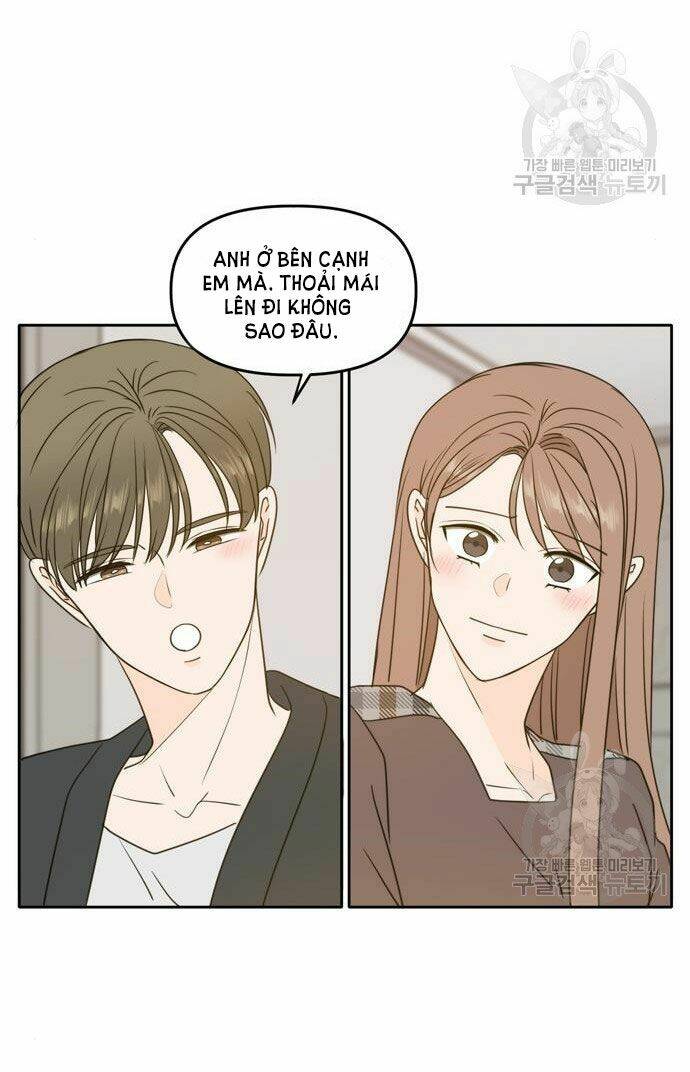 가장 빠른 웹툰 미리보기
구글검색 뉴토끼
ANH Ở BÊN CẠNH
EM MÀ. THOẢI MÁI
LÊN ĐI KHÔNG
SAO ĐÂU.
가장 빠른 웹툰 미리보기
구글검색 뉴토끼